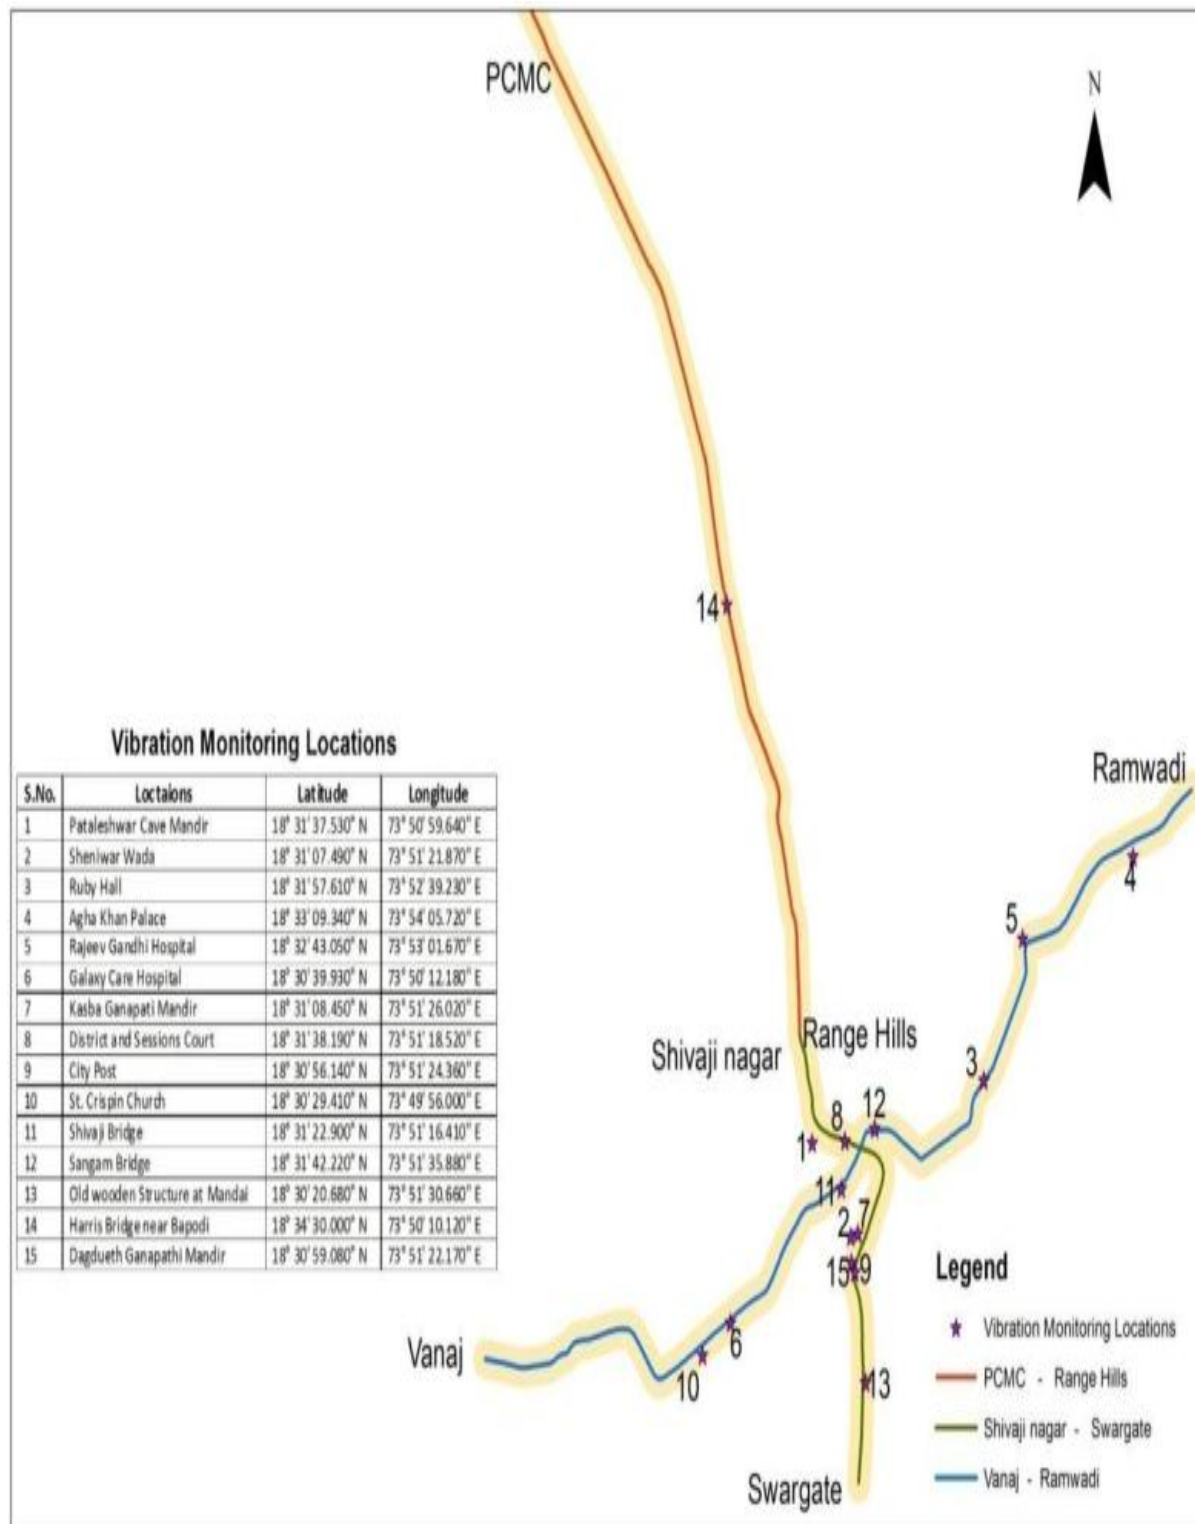 PCMC
N
14
Vibration Monitoring Locations
S.No. Loctaions Latitude Longitude
1 Pataleshwar Cave Mandir 18° 31' 37.530" N 73° 50' 59.640" E
2 Sheniwar Wada 18° 31' 07.490" N 73° 51' 21.870" E
3 Ruby Hall 18° 31' 57.610" N 73° 52' 39.230" E
4 Agha Khan Palace 18° 33' 09.340" N 73° 54' 05.720" E
5 Rajeev Gandhi Hospital 18° 32' 43.050" N 73° 53' 01.670" E
6 Galaxy Care Hospital 18° 30' 39.930" N 73° 50' 12.180" E
7 Kasba Ganapati Mandir 18° 31' 08.450" N 73° 51' 26.020" E
8 District and Sessions Court 18° 31' 38.190" N 73° 51' 18.520" E
9 City Post 18° 30' 56.140" N 73° 51' 24.360" E
10 St. Crispin Church 18° 30' 29.410" N 73° 49' 56.000" E
11 Shivaji Bridge 18° 31' 22.900" N 73° 51' 16.410" E
12 Sangam Bridge 18° 31' 42.220" N 73° 51' 35.880" E
13 Old wooden Structure at Mandai 18° 30' 20.680" N 73° 51' 30.660" E
14 Harris Bridge near Bapodi 18° 34' 30.000" N 73° 50' 10.120" E
15 Dagdueth Ganapathi Mandir 18° 30' 59.080" N 73° 51' 22.170" E
Ramwadi
4
5
Range Hills
Shivaji nagar
3
12
8
1
11
7
2
15
9
6
Vanaj
10
13
Swargate
Legend
Vibration Monitoring Locations
PCMC - Range Hills
Shivaji nagar - Swargate
Vanaj - Ramwadi